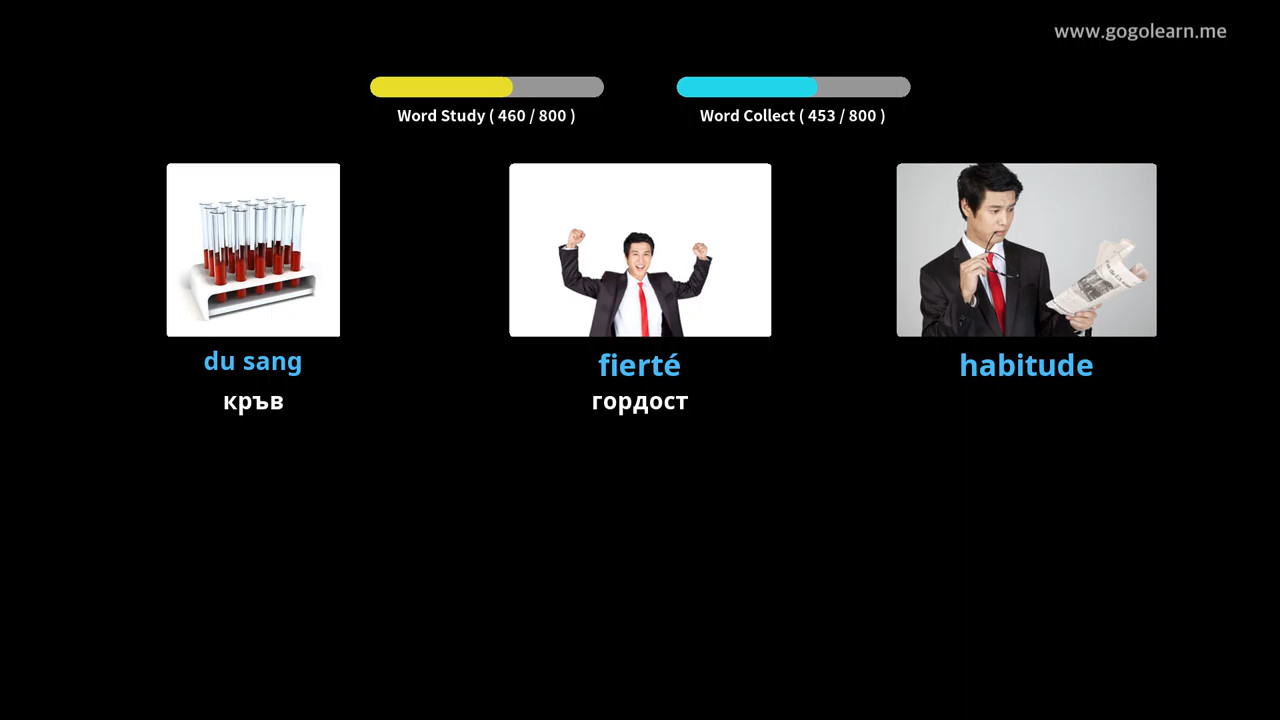 www.gogolearn.me
Word Study ( 460 / 800 )
Word Collect ( 453 / 800 )
du sang
кръв
fierté
гордост
habitude